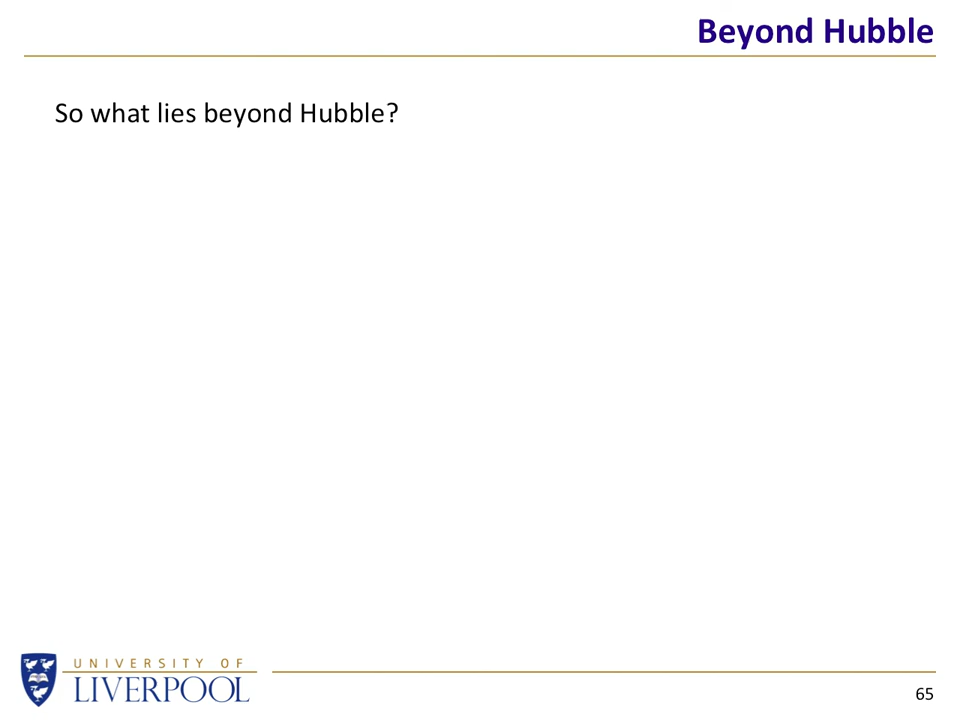 Beyond Hubble
So what lies beyond Hubble?
UNIVERSITY OF
LIVERPOOL
65